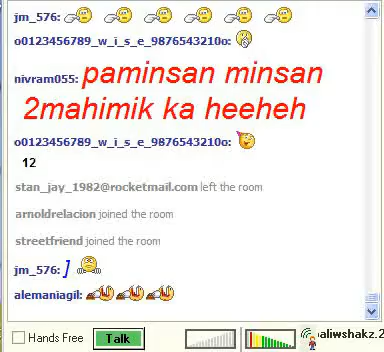 jm_576:
o0123456789_w_i_s_e_9876543210o:
nivram055: paminsan minsan
2mahimik ka heeheh
o0123456789_w_i_s_e_9876543210o:
12
stan_jay_1982@rocketmail.com left the room
arnoldrelacion joined the room
streetfriend joined the room
jm_576: ]
alemaniagil:
Hands Free Talk aliwshakz.2